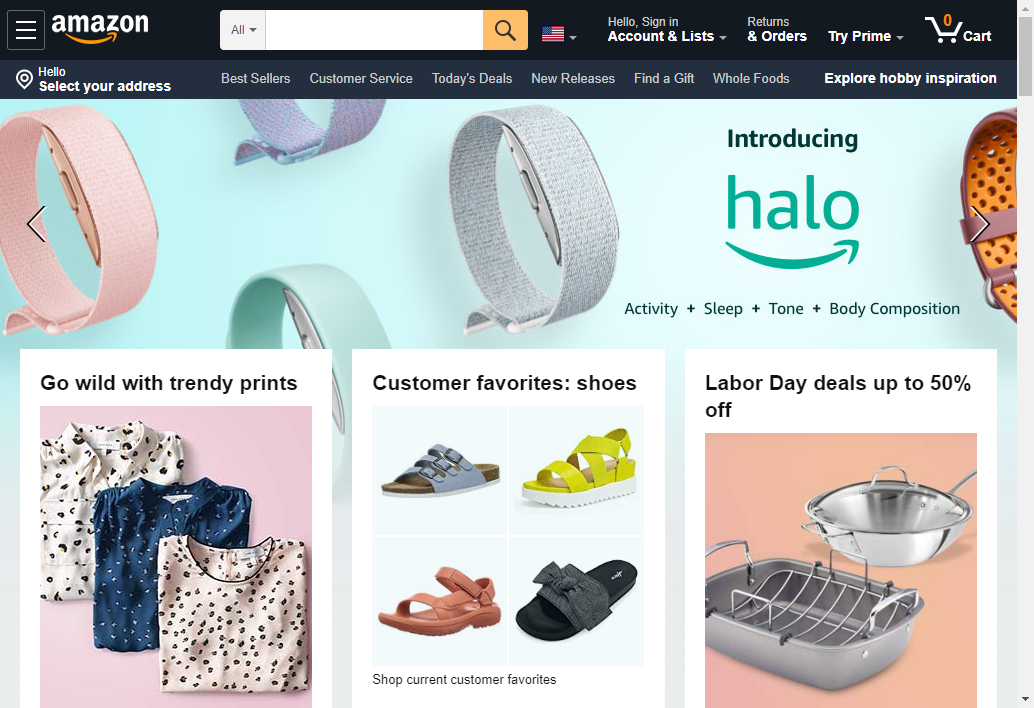 amazon
All
Hello, Sign in
Account & Lists
Returns
& Orders
Try Prime
0
Cart
Hello
Select your address
Best Sellers
Customer Service
Today's Deals
New Releases
Find a Gift
Whole Foods
Explore hobby inspiration
Introducing
halo
Activity + Sleep + Tone + Body Composition
Go wild with trendy prints
Customer favorites: shoes
Labor Day deals up to 50%
off
Shop current customer favorites